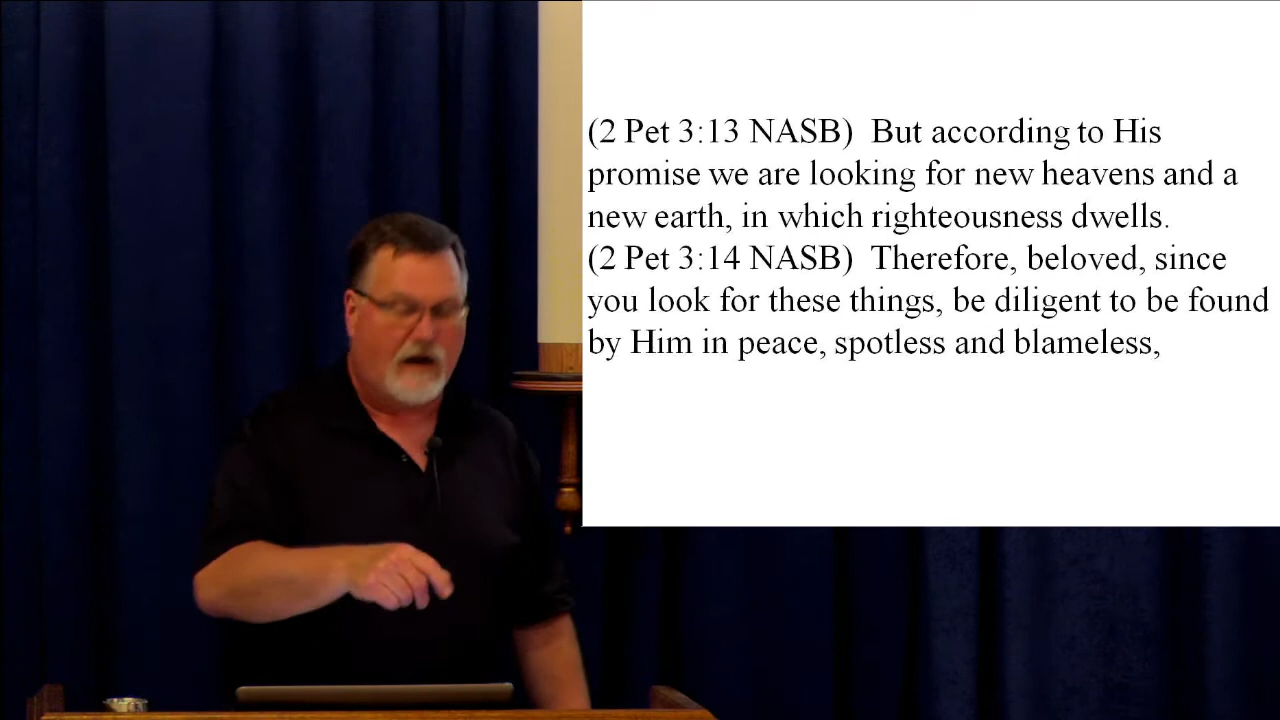 (2 Pet 3:13 NASB)  But according to His
promise we are looking for new heavens and a
new earth, in which righteousness dwells.
(2 Pet 3:14 NASB)  Therefore, beloved, since
you look for these things, be diligent to be found
by Him in peace, spotless and blameless,